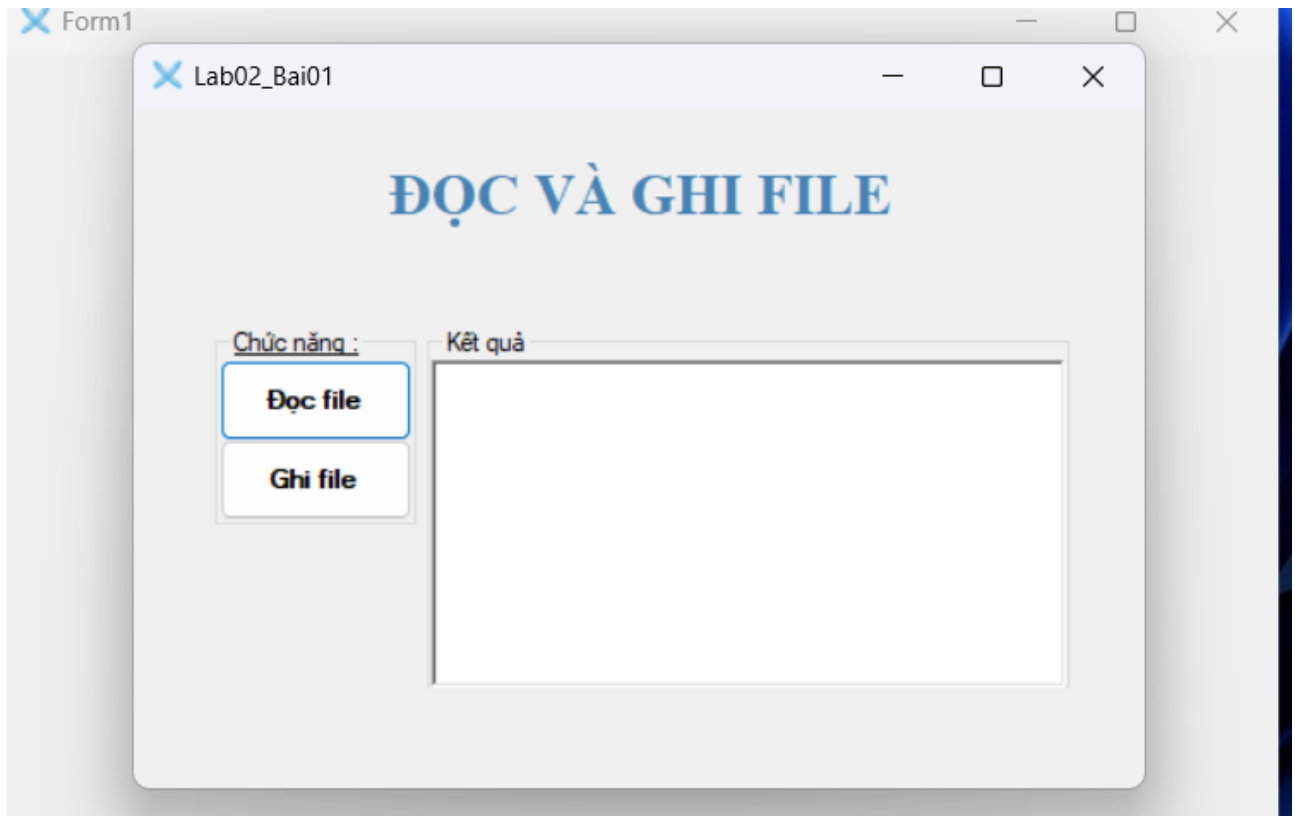 Form1
Lab02_Bai01
ĐỌC VÀ GHI FILE
Chức năng :
Kết quả
Đọc file
Ghi file